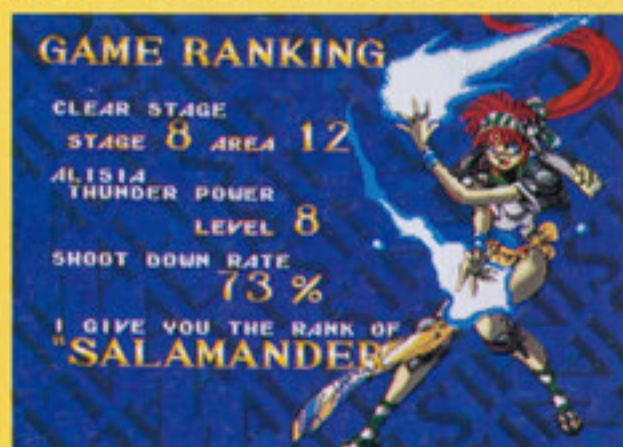 GAME RANKING
CLEAR STAGE
STAGE 8 AREA 12
ALISIA
THUNDER POWER
LEVEL 8
SHOOT DOWN RATE
73 %
I GIVE YOU THE RANK OF
"SALAMANDER